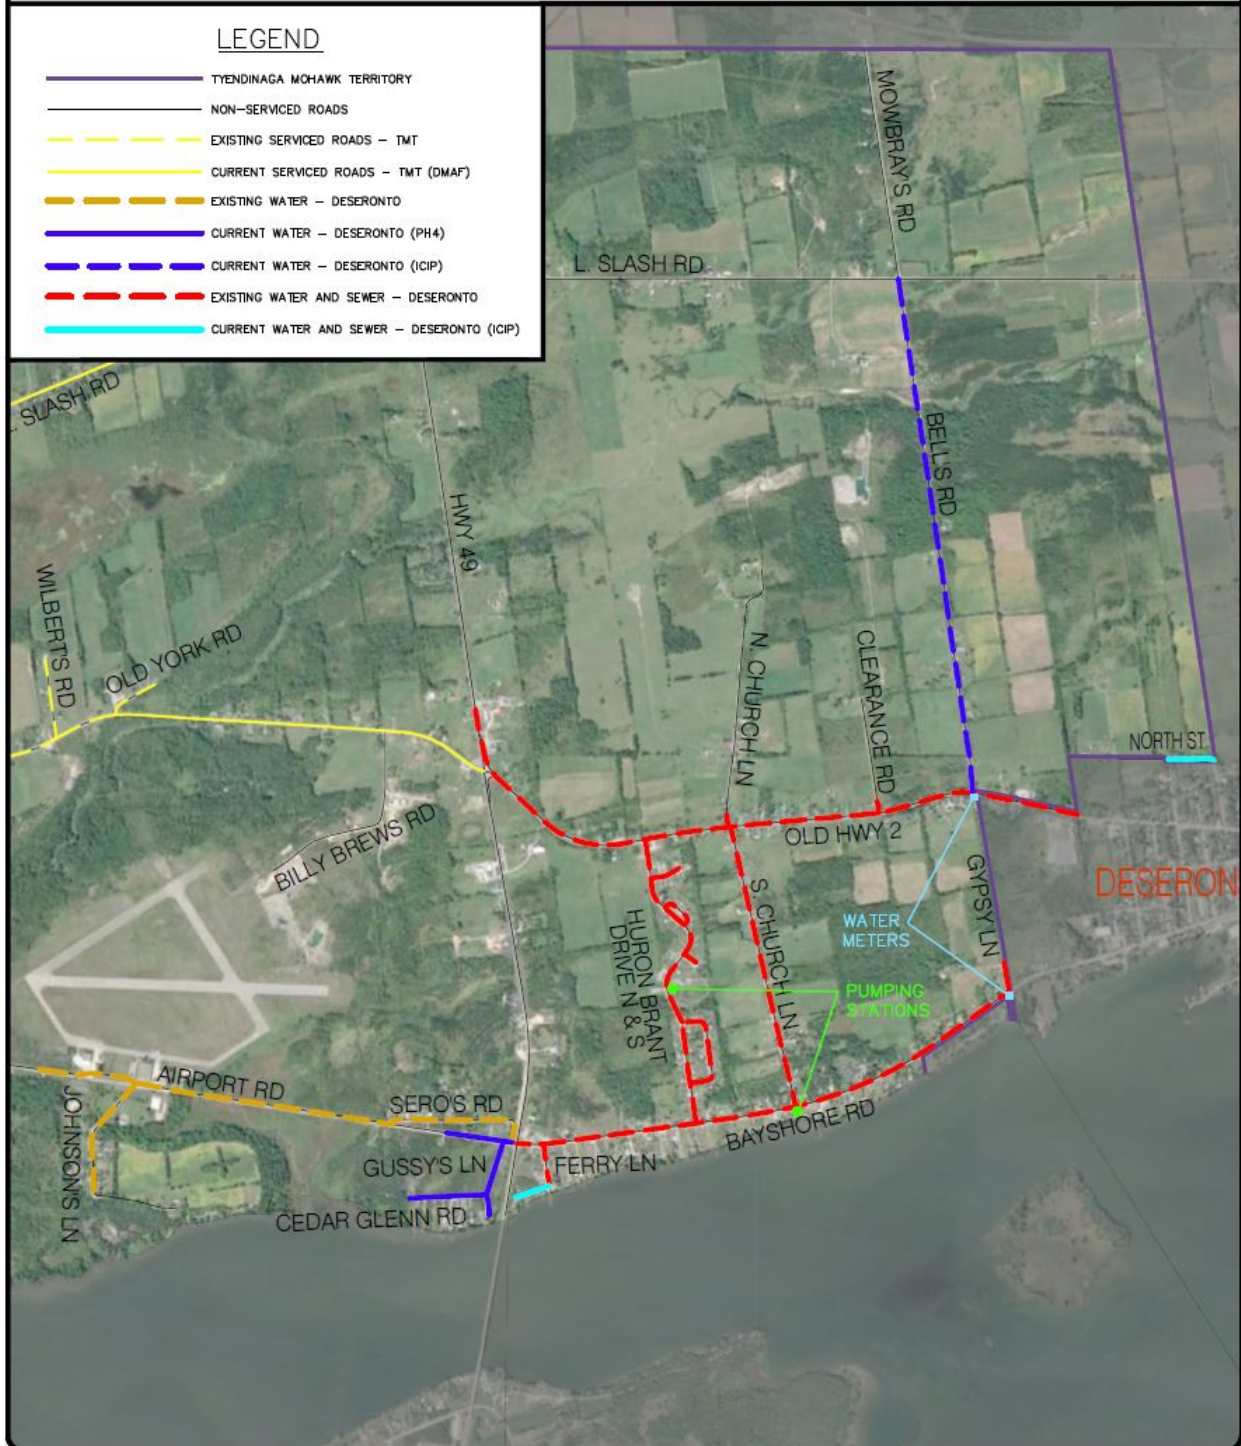 LEGEND
TYENDINAGA MOHAWK TERRITORY
NON-SERVICED ROADS
EXISTING SERVICED ROADS - TMT
CURRENT SERVICED ROADS - TMT (DMAF)
EXISTING WATER - DESERONTO
CURRENT WATER - DESERONTO (PH4)
CURRENT WATER - DESERONTO (ICIP)
EXISTING WATER AND SEWER - DESERONTO
CURRENT WATER AND SEWER - DESERONTO (ICIP)
MOWBRAY'S RD
L. SLASH RD
. SLASH RD
BELL'S RD
HWY 49
WILBERT'S RD
OLD YORK RD
N. CHURCH LN
CLEARANCE RD
NORTH ST
BILLY BREWS RD
OLD HWY 2
GYPSY LN
DESERON
S. CHURCH LN
WATER
METERS
HURON BRANT
DRIVE N & S
PUMPING
STATIONS
AIRPORT RD
SERO'S RD
JOHNSON'S LN
BAYSHORE RD
GUSSY'S LN
FERRY LN
CEDAR GLENN RD